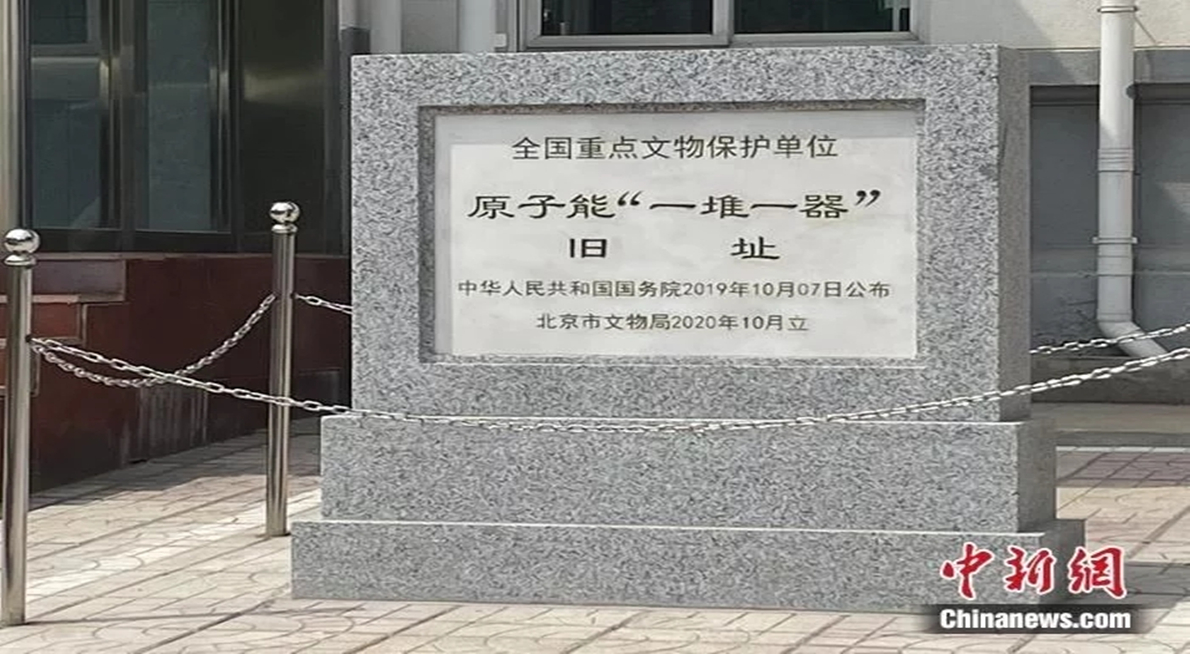 全国重点文物保护单位
原子能“一堆一器”
旧 址
中华人民共和国国务院2019年10月07日公布
北京市文物局2020年10月立
中新网
Chinanews.com